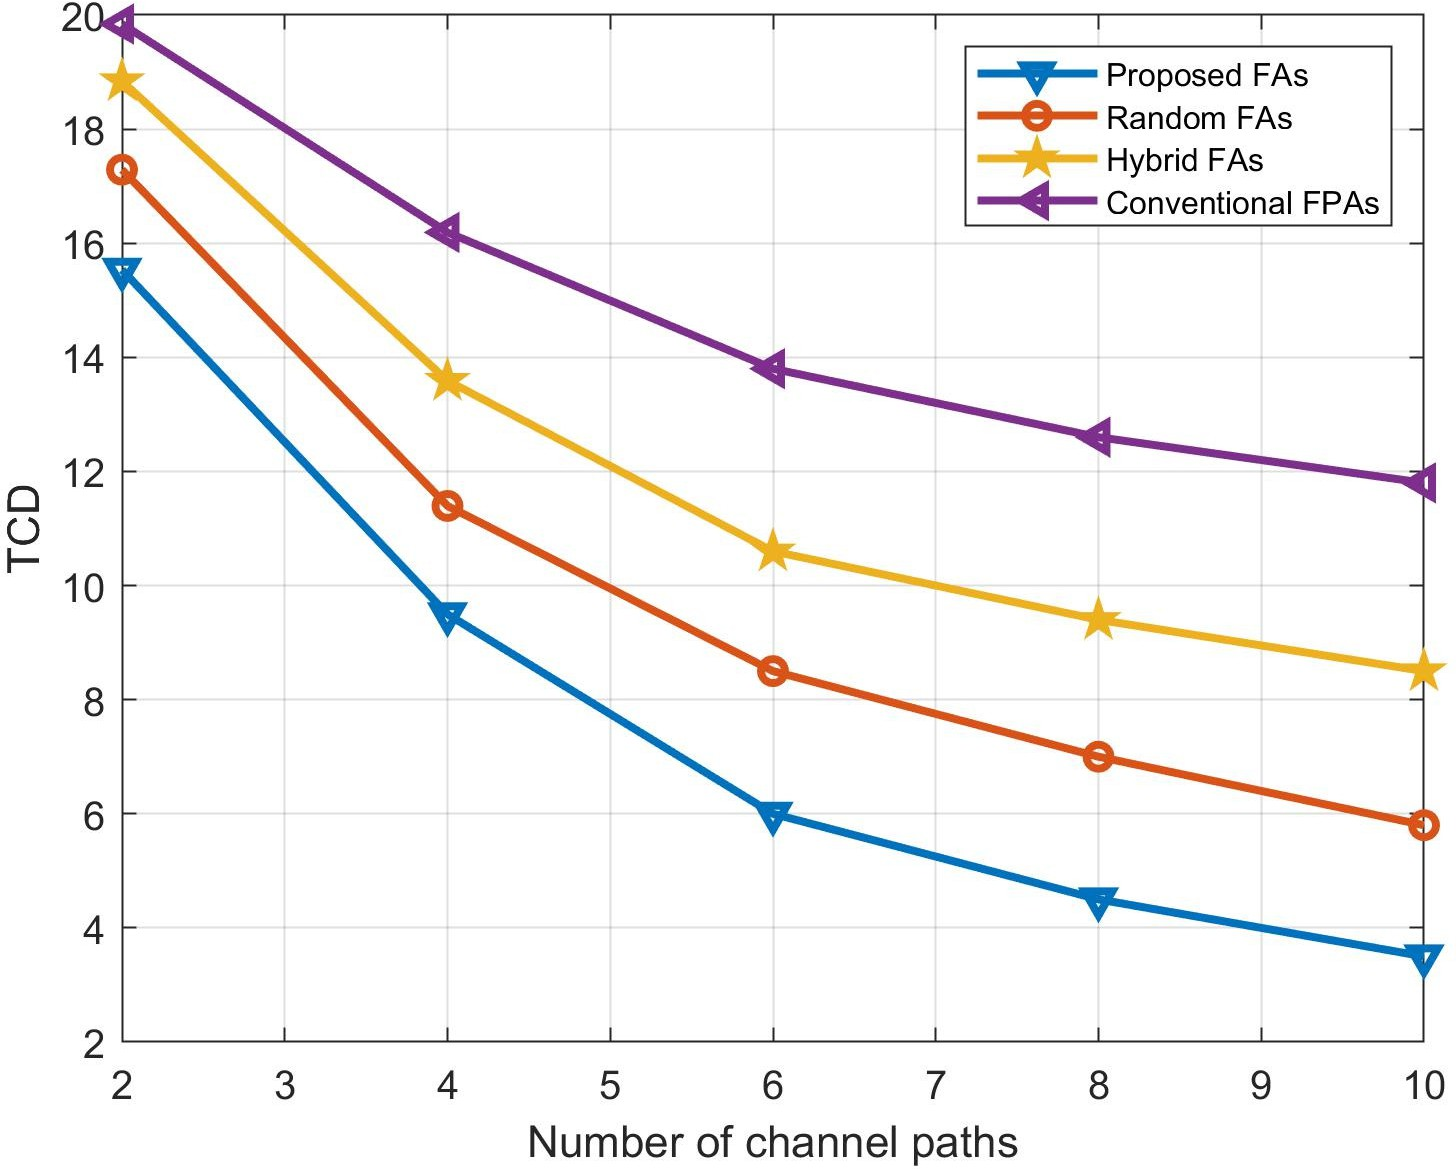 20
18
16
14
12
10
8
6
4
2
TCD
2 3 4 5 6 7 8 9 10
Number of channel paths
Proposed FAs
Random FAs
Hybrid FAs
Conventional FPAs